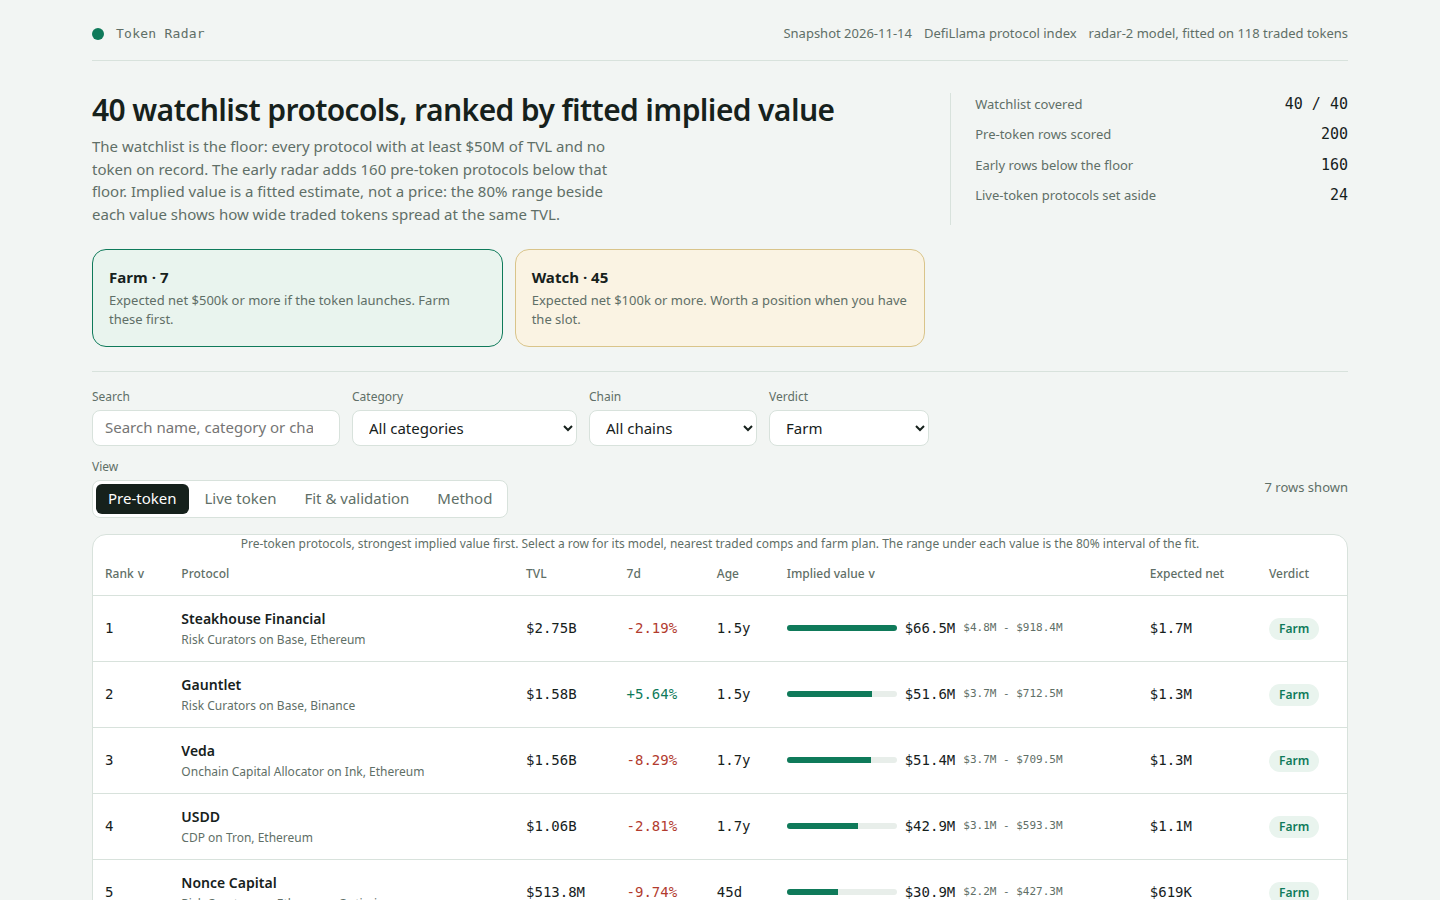 Token Radar
Snapshot 2026-11-14 DefiLlama protocol index radar-2 model, fitted on 118 traded tokens
40 watchlist protocols, ranked by fitted implied value
The watchlist is the floor: every protocol with at least $50M of TVL and no
token on record. The early radar adds 160 pre-token protocols below that
floor. Implied value is a fitted estimate, not a price: the 80% range beside
each value shows how wide traded tokens spread at the same TVL.
Watchlist covered 40 / 40
Pre-token rows scored 200
Early rows below the floor 160
Live-token protocols set aside 24
Farm · 7
Expected net $500k or more if the token launches. Farm
these first.
Watch · 45
Expected net $100k or more. Worth a position when you have
the slot.
Search Category Chain Verdict
Search name, category or cha All categories All chains Farm
View
Pre-token Live token Fit & validation Method
7 rows shown
Pre-token protocols, strongest implied value first. Select a row for its model, nearest traded comps and farm plan. The range under each value is the 80% interval of the fit.
Rank v Protocol TVL 7d Age Implied value v Expected net Verdict
1 Steakhouse Financial $2.75B -2.19% 1.5y $66.5M $4.8M - $918.4M $1.7M Farm
Risk Curators on Base, Ethereum
2 Gauntlet $1.58B +5.64% 1.5y $51.6M $3.7M - $712.5M $1.3M Farm
Risk Curators on Base, Binance
3 Veda $1.56B -8.29% 1.7y $51.4M $3.7M - $709.5M $1.3M Farm
Onchain Capital Allocator on Ink, Ethereum
4 USDD $1.06B -2.81% 1.7y $42.9M $3.1M - $593.3M $1.1M Farm
CDP on Tron, Ethereum
5 Nonce Capital $513.8M -9.74% 45d $30.9M $2.2M - $427.3M $619K Farm